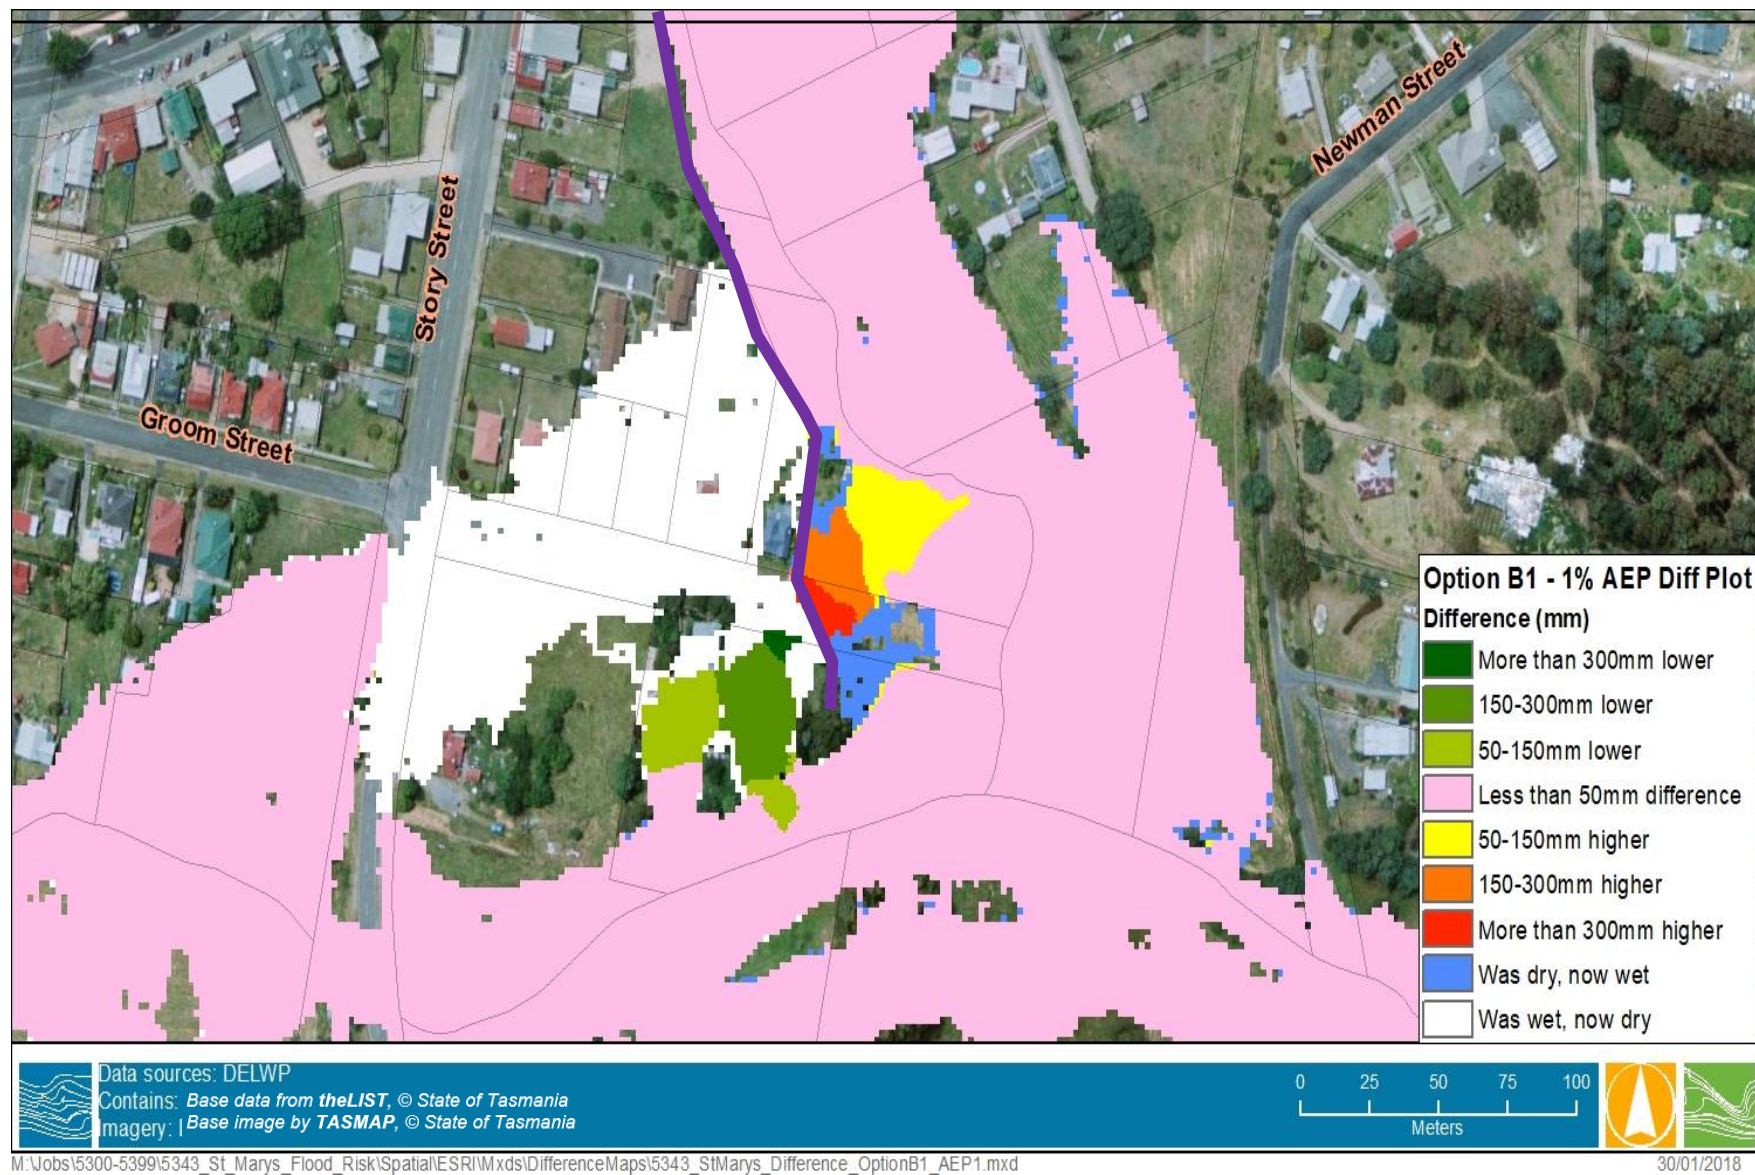 Newman Street
Story Street
Groom Street
Option B1 - 1% AEP Diff Plot
Difference (mm)
More than 300mm lower
150-300mm lower
50-150mm lower
Less than 50mm difference
50-150mm higher
150-300mm higher
More than 300mm higher
Was dry, now wet
Was wet, now dry
Data sources: DELWP
Contains: Base data from theLIST, © State of Tasmania
Imagery: Base image by TASMAP, © State of Tasmania
0 25 50 75 100
Meters
M:\Jobs\5300-5399\5343_St_Marys_Flood_Risk\Spatial\ESRI\Mxds\DifferenceMaps\5343_StMarys_Difference_OptionB1_AEP1.mxd
30/01/2018